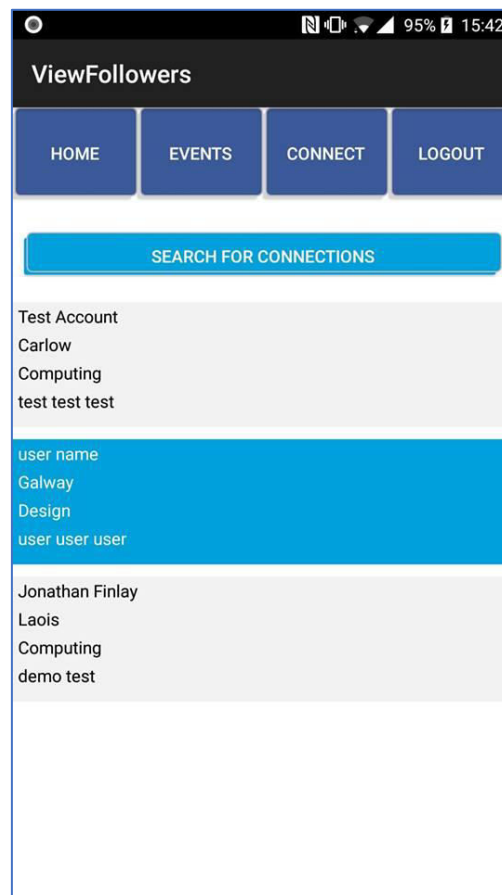 95% 15:42
ViewFollowers
HOME EVENTS CONNECT LOGOUT
SEARCH FOR CONNECTIONS
Test Account
Carlow
Computing
test test test
user name
Galway
Design
user user user
Jonathan Finlay
Laois
Computing
demo test